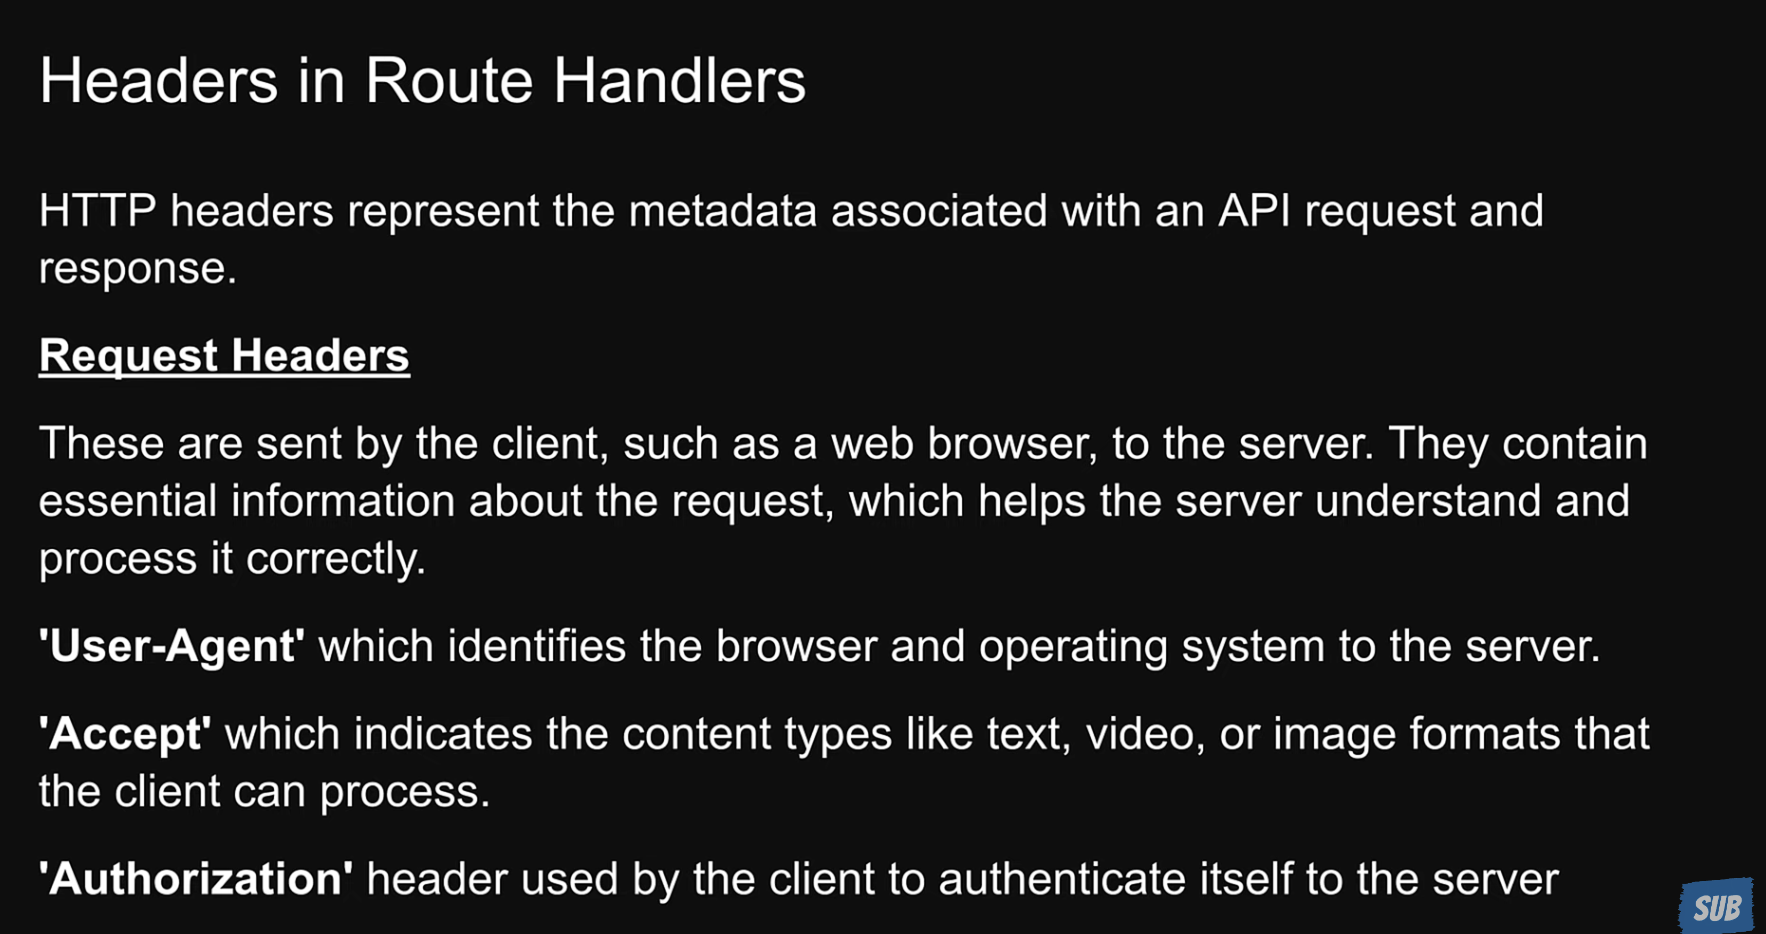 Headers in Route Handlers
HTTP headers represent the metadata associated with an API request and
response.
Request Headers
These are sent by the client, such as a web browser, to the server. They contain
essential information about the request, which helps the server understand and
process it correctly.
'User-Agent' which identifies the browser and operating system to the server.
'Accept' which indicates the content types like text, video, or image formats that
the client can process.
'Authorization' header used by the client to authenticate itself to the server
SUB